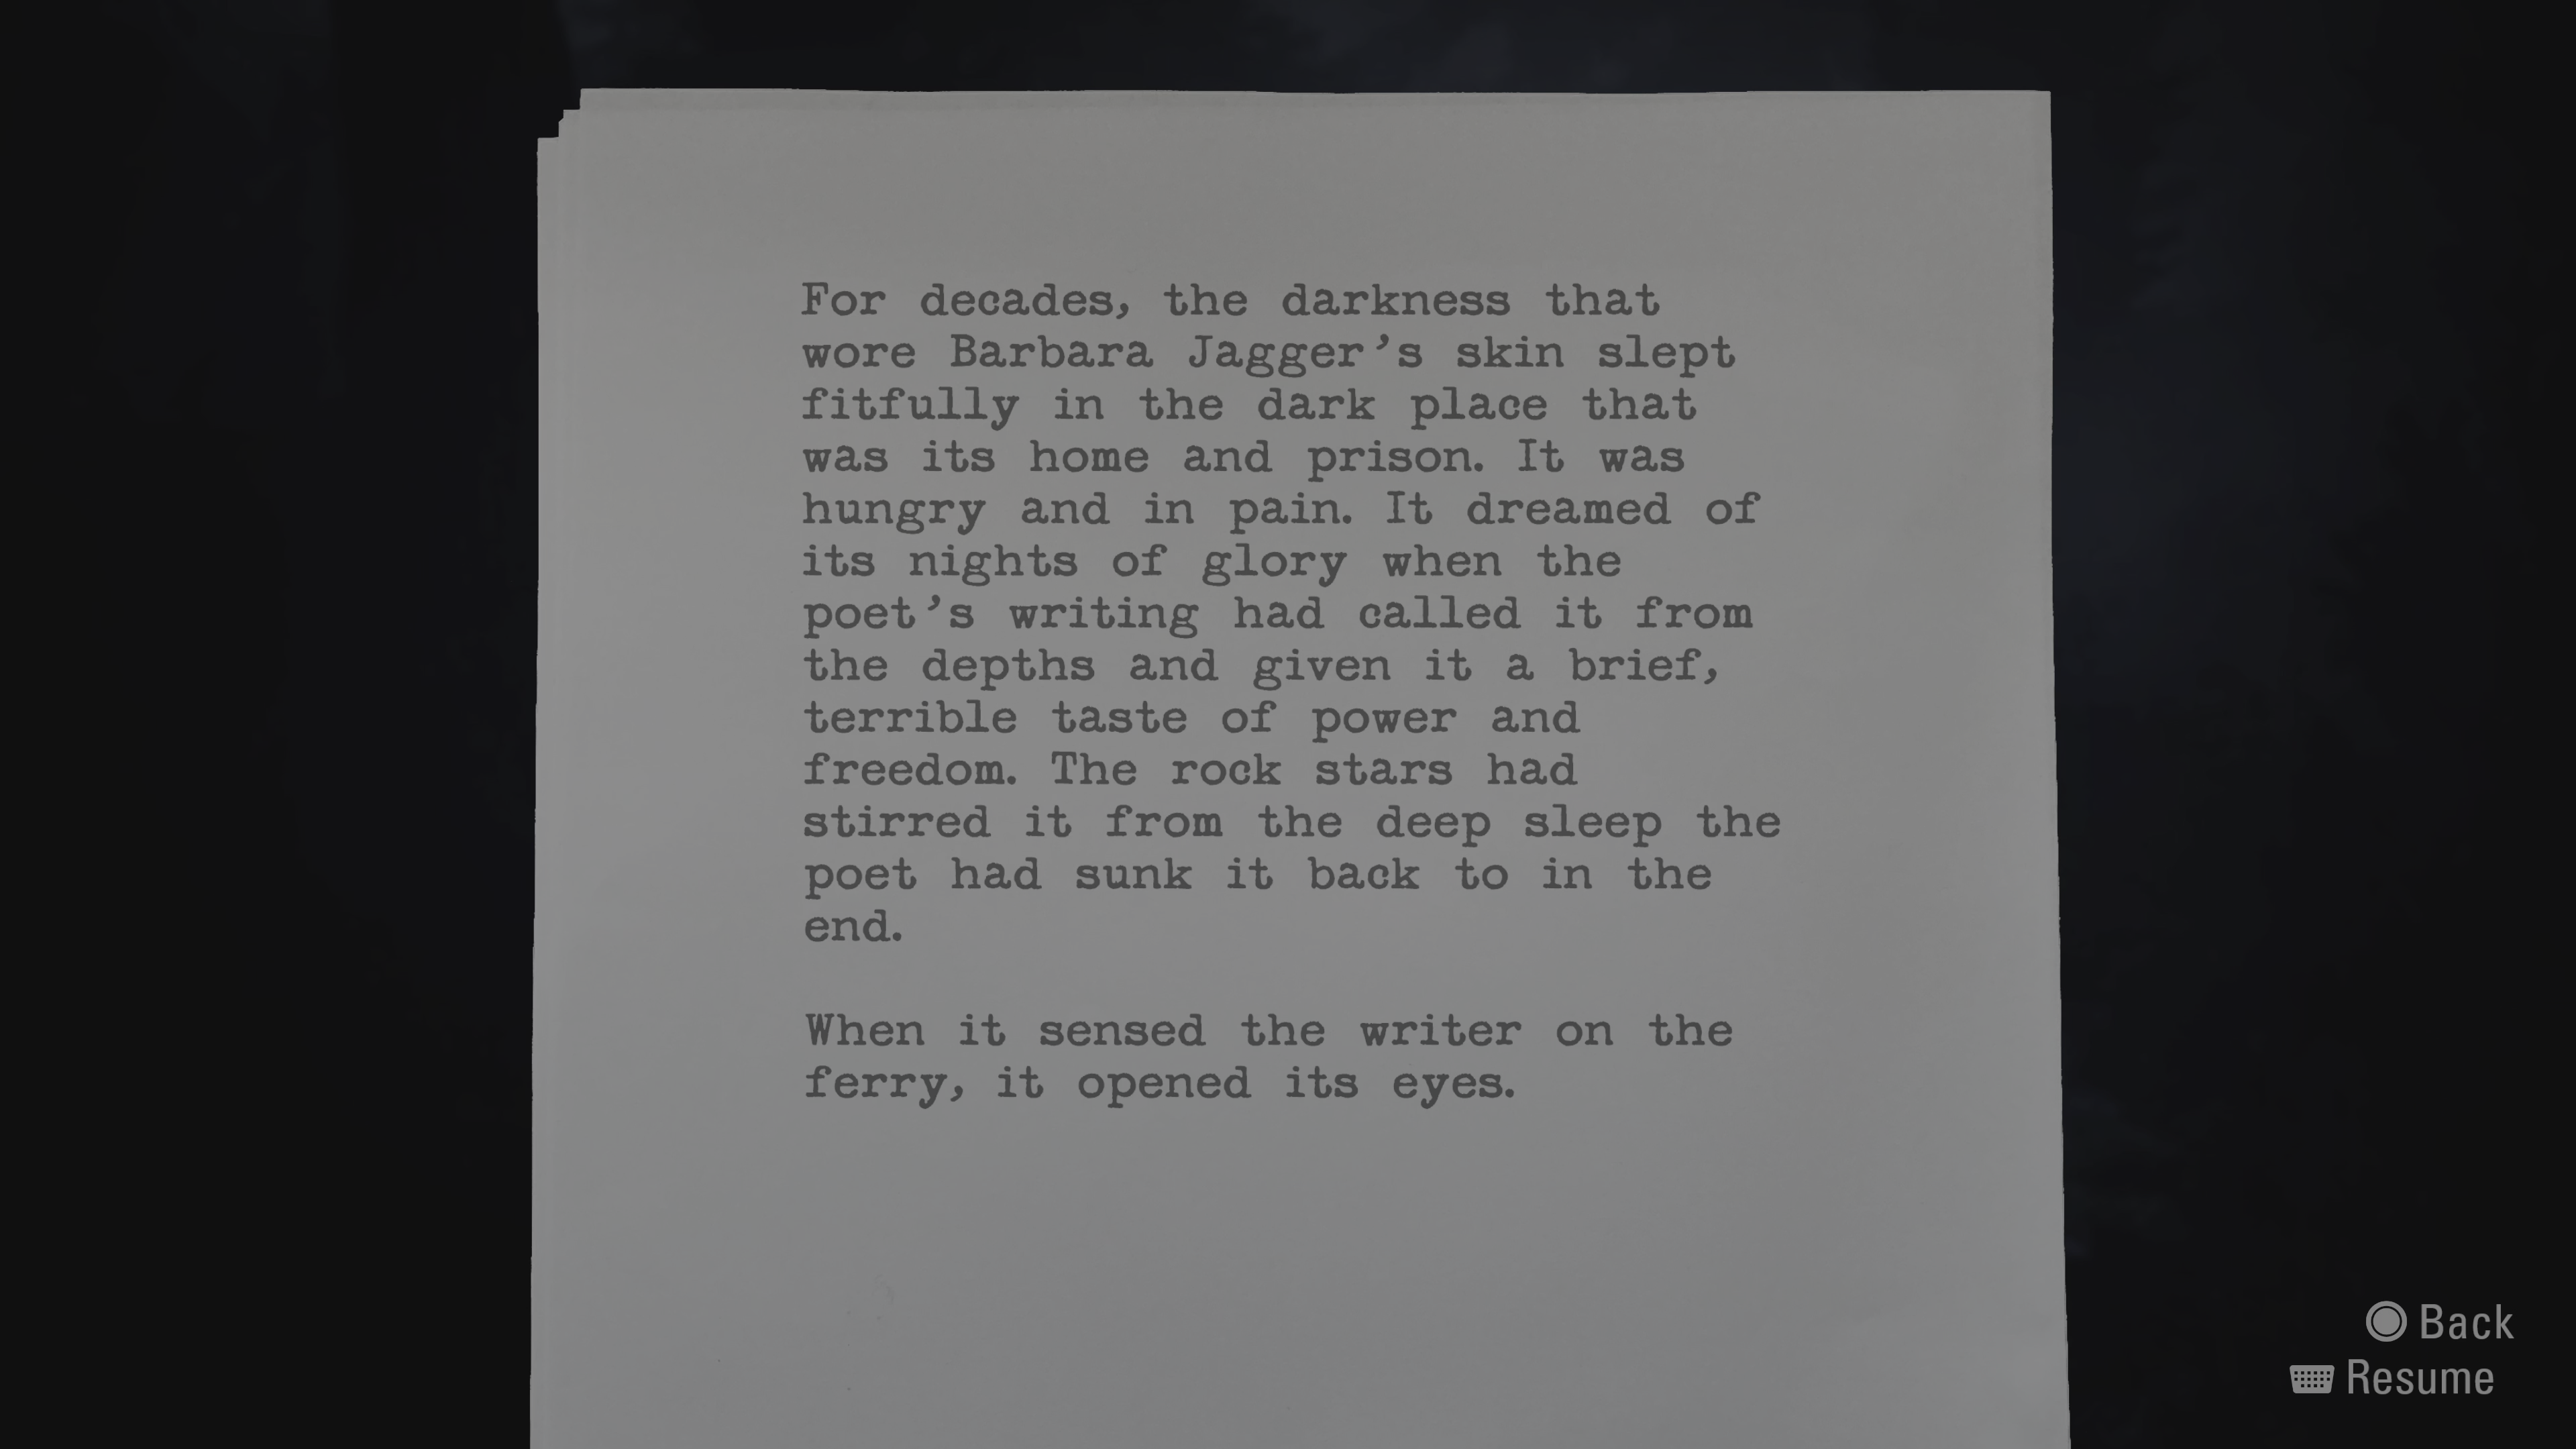 For decades, the darkness that
wore Barbara Jagger’s skin slept
fitfully in the dark place that
was its home and prison. It was
hungry and in pain. It dreamed of
its nights of glory when the
poet’s writing had called it from
the depths and given it a brief,
terrible taste of power and
freedom. The rock stars had
stirred it from the deep sleep the
poet had sunk it back to in the
end.
When it sensed the writer on the
ferry, it opened its eyes.
Back
Resume